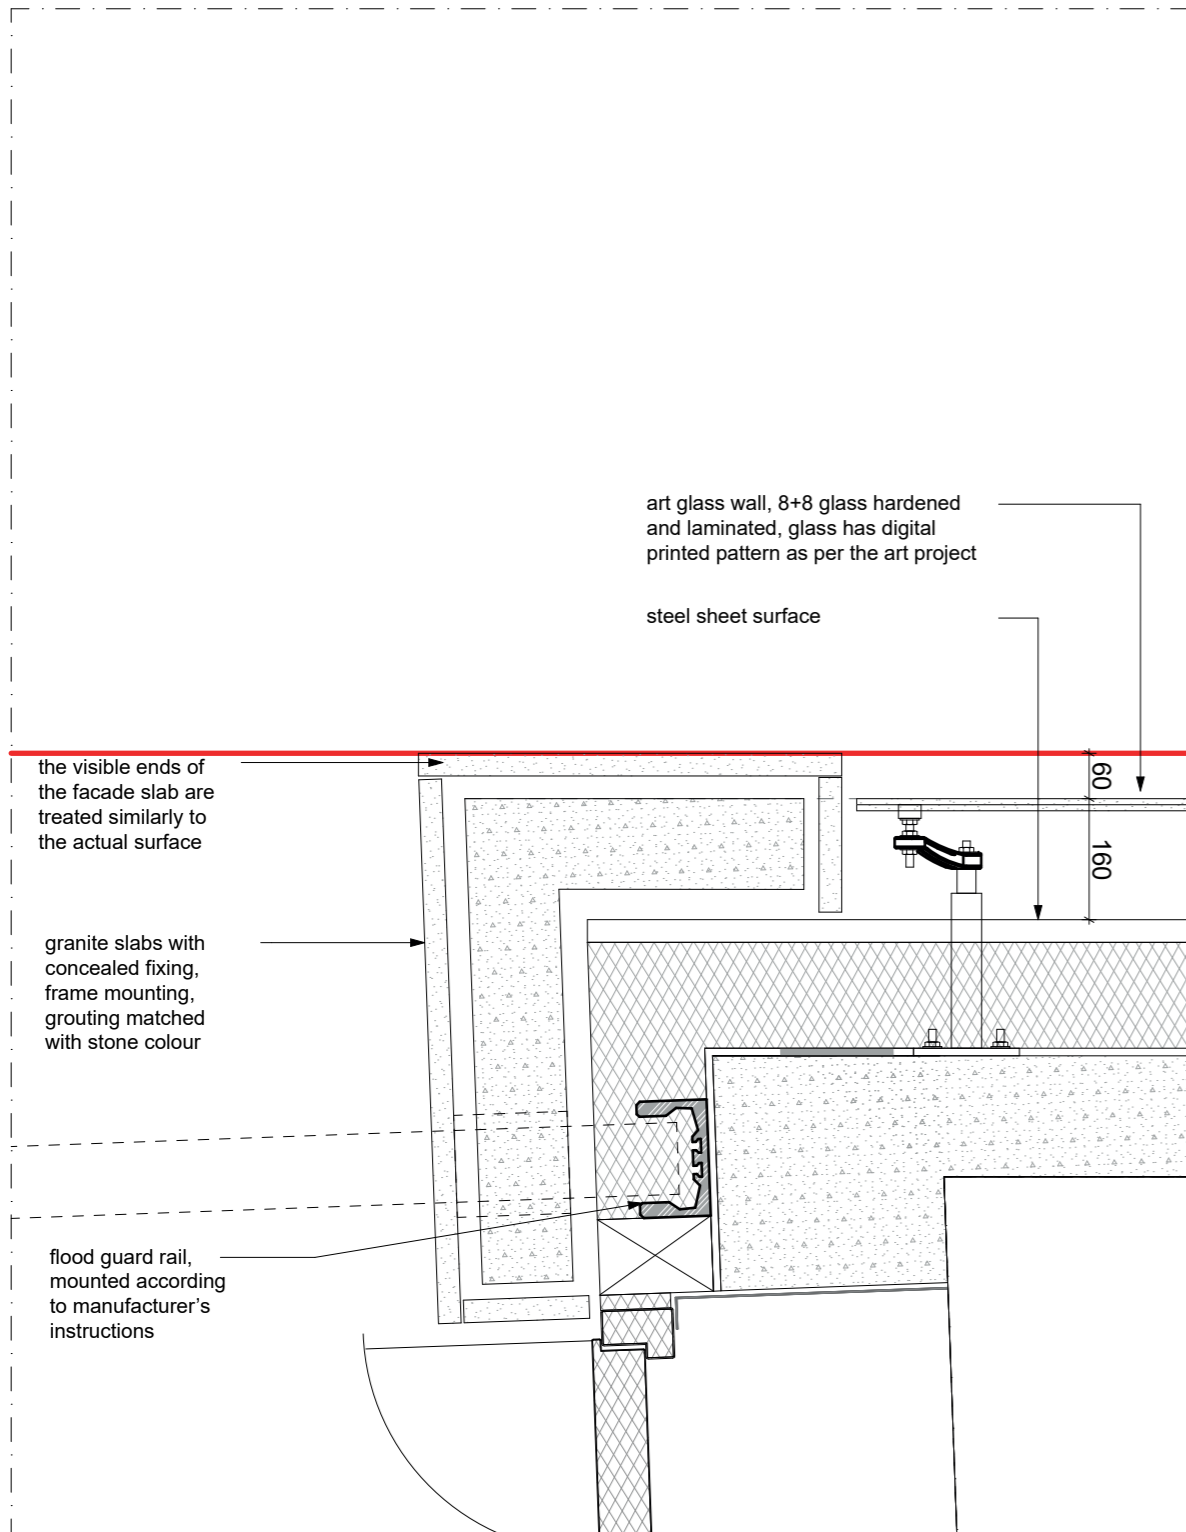 art glass wall, 8+8 glass hardened
and laminated, glass has digital
printed pattern as per the art project
steel sheet surface
the visible ends of
the facade slab are
treated similarly to
the actual surface
60
160
granite slabs with
concealed fixing,
frame mounting,
grouting matched
with stone colour
flood guard rail,
mounted according
to manufacturer’s
instructions